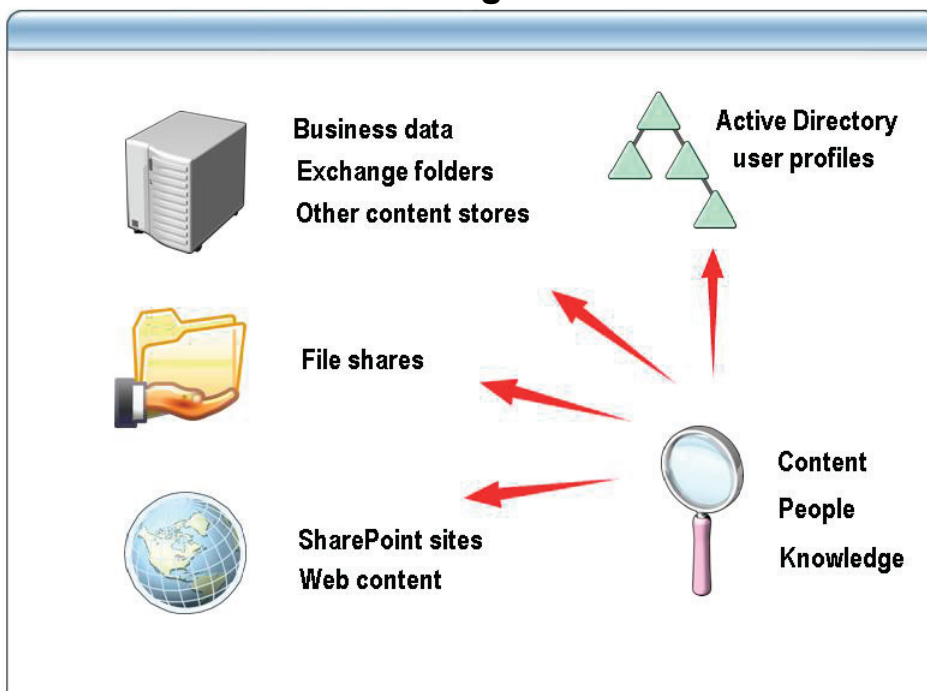 Business data
Exchange folders
Other content stores
Active Directory
user profiles
File shares
Content
People
Knowledge
SharePoint sites
Web content